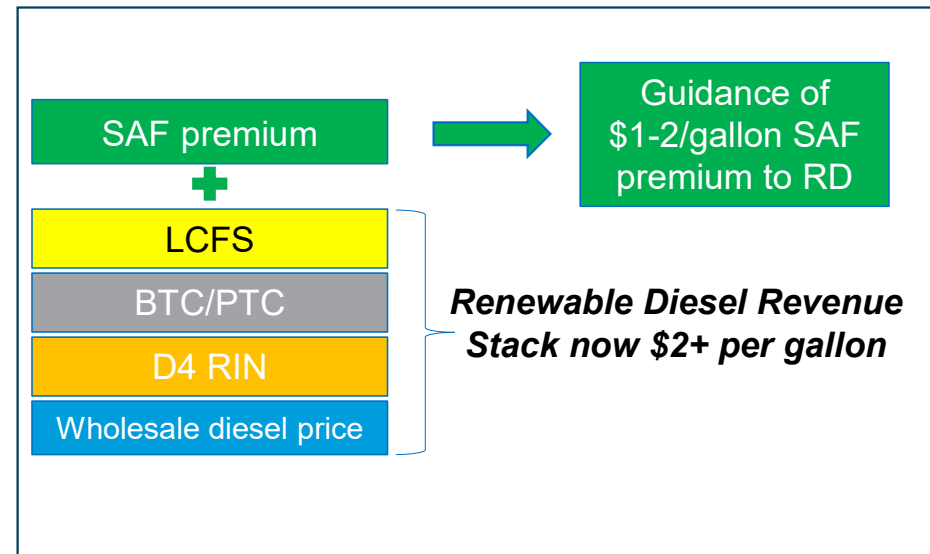 SAF premium
Guidance of
$1-2/gallon SAF
premium to RD
LCFS
BTC/PTC
D4 RIN
Wholesale diesel price
Renewable Diesel Revenue
Stack now $2+ per gallon